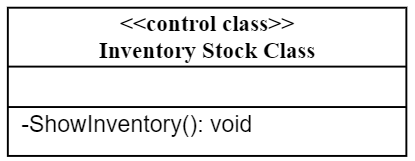 <<control class>>
Inventory Stock Class
-ShowInventory(): void